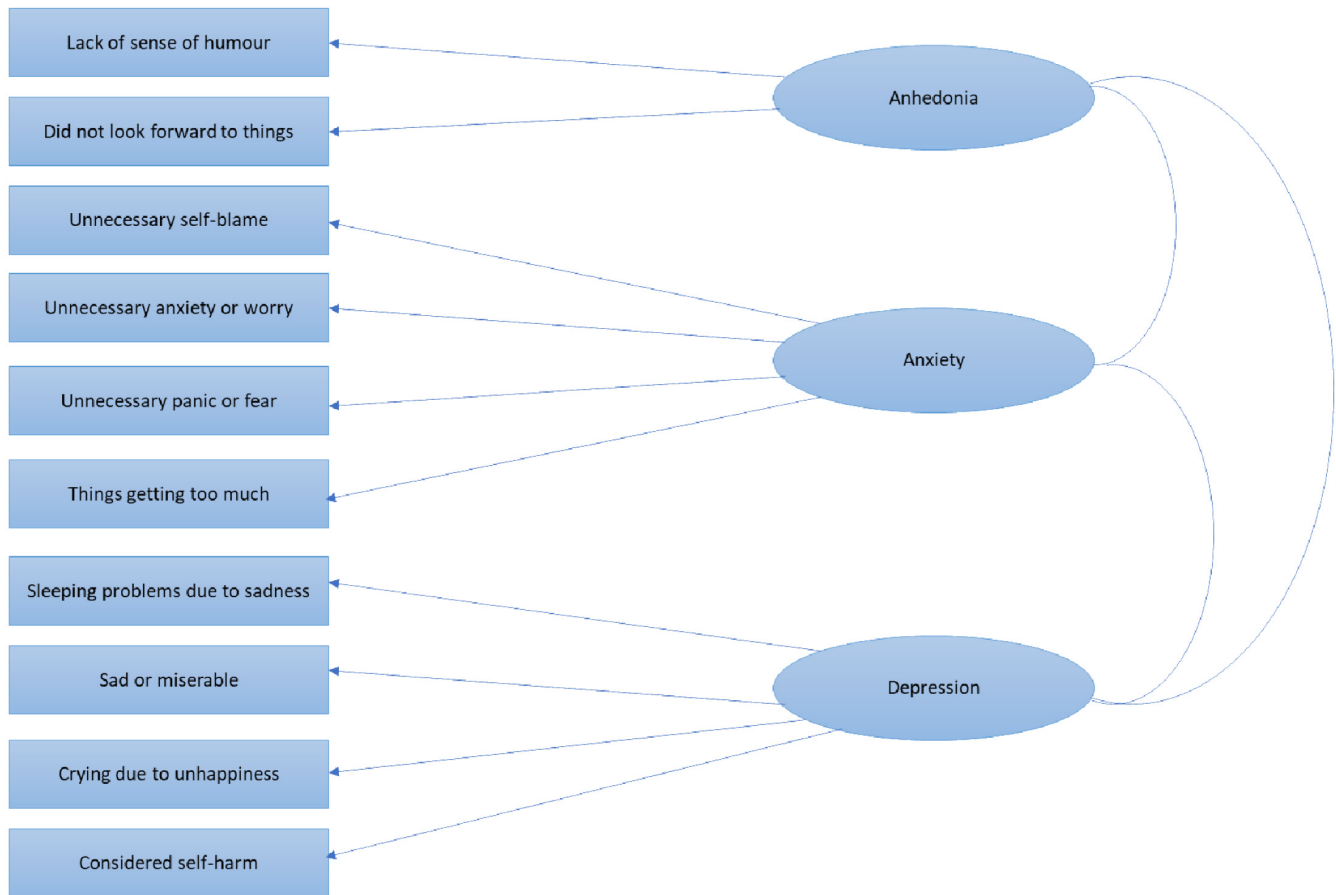 Lack of sense of humour
Anhedonia
Did not look forward to things
Unnecessary self-blame
Unnecessary anxiety or worry
Anxiety
Unnecessary panic or fear
Things getting too much
Sleeping problems due to sadness
Sad or miserable
Depression
Crying due to unhappiness
Considered self-harm